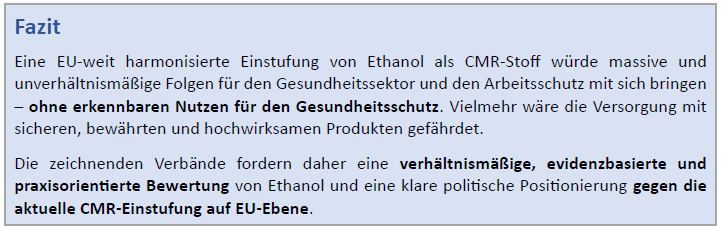 Fazit
Eine EU-weit harmonisierte Einstufung von Ethanol als CMR-Stoff würde massive und
unverhältnismäßige Folgen für den Gesundheitssektor und den Arbeitsschutz mit sich bringen
– ohne erkennbaren Nutzen für den Gesundheitsschutz. Vielmehr wäre die Versorgung mit
sicheren, bewährten und hochwirksamen Produkten gefährdet.
Die zeichnenden Verbände fordern daher eine verhältnismäßige, evidenzbasierte und
praxisorientierte Bewertung von Ethanol und eine klare politische Positionierung gegen die
aktuelle CMR-Einstufung auf EU-Ebene.